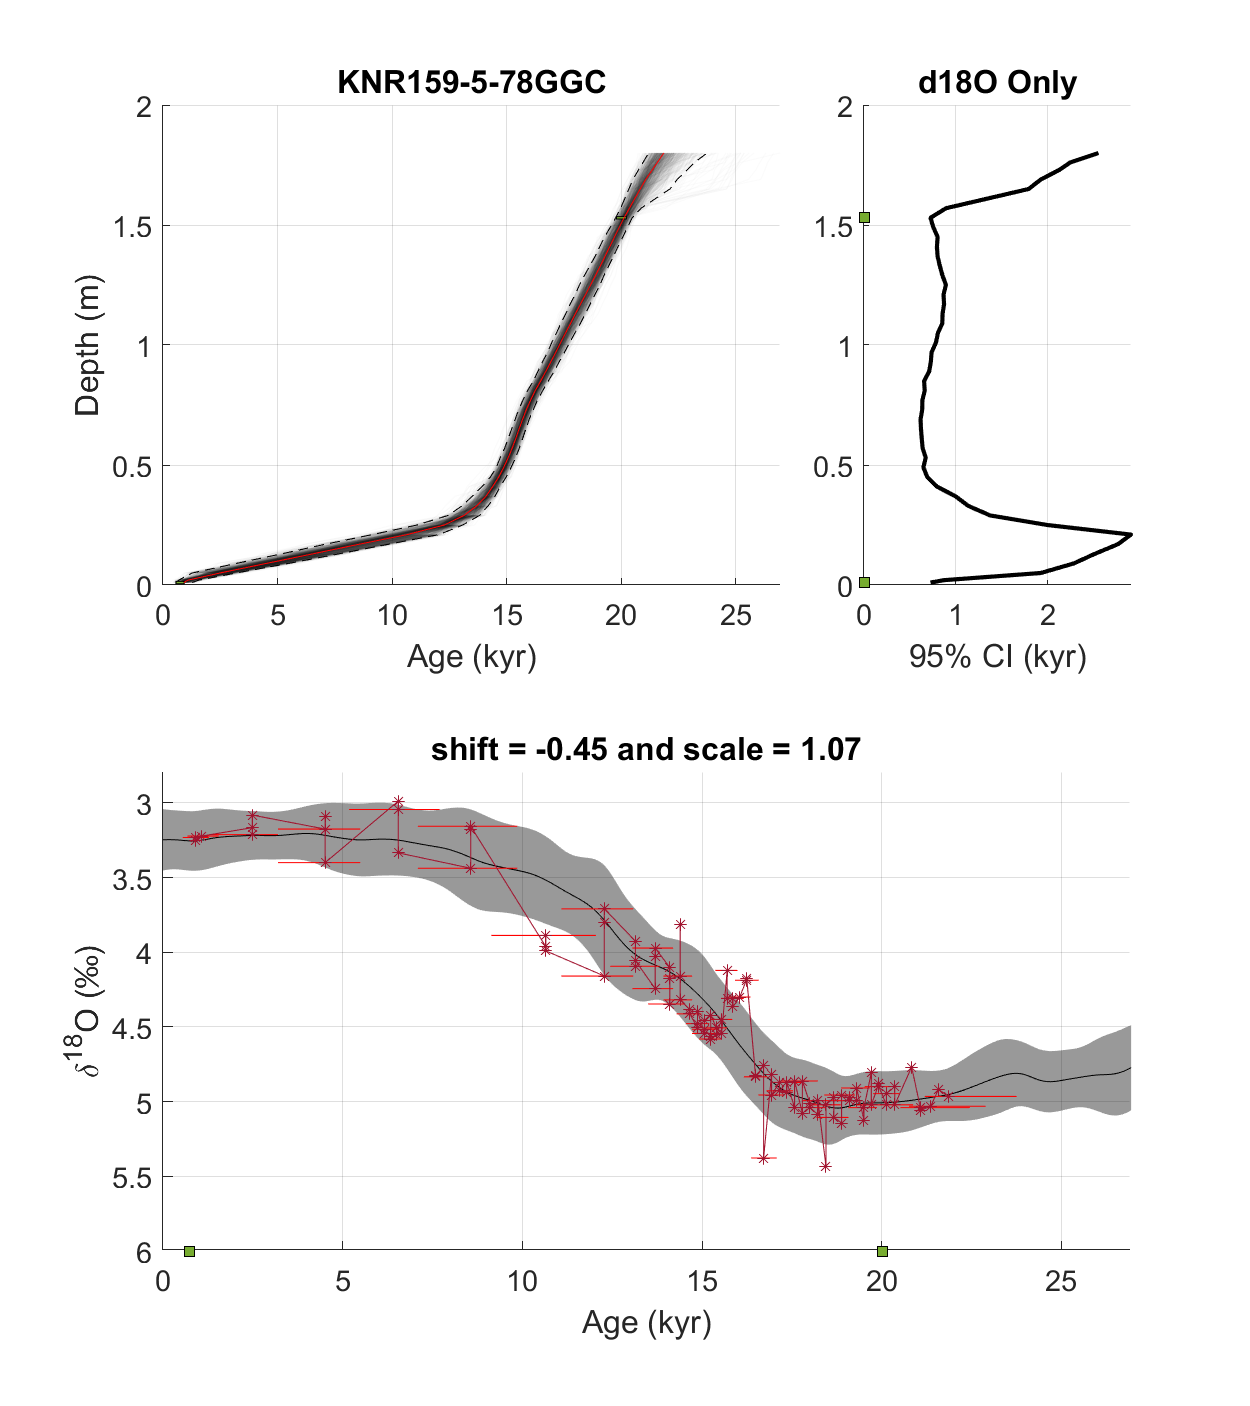 KNR159-5-78GGC
2
1.5
1
0.5
0
Depth (m)
0 5 10 15 20 25
Age (kyr)
d18O Only
2
1.5
1
0.5
0
0 1 2
95% CI (kyr)
shift = -0.45 and scale = 1.07
3
3.5
4
4.5
5
5.5
6
δ18O (‰)
0 5 10 15 20 25
Age (kyr)